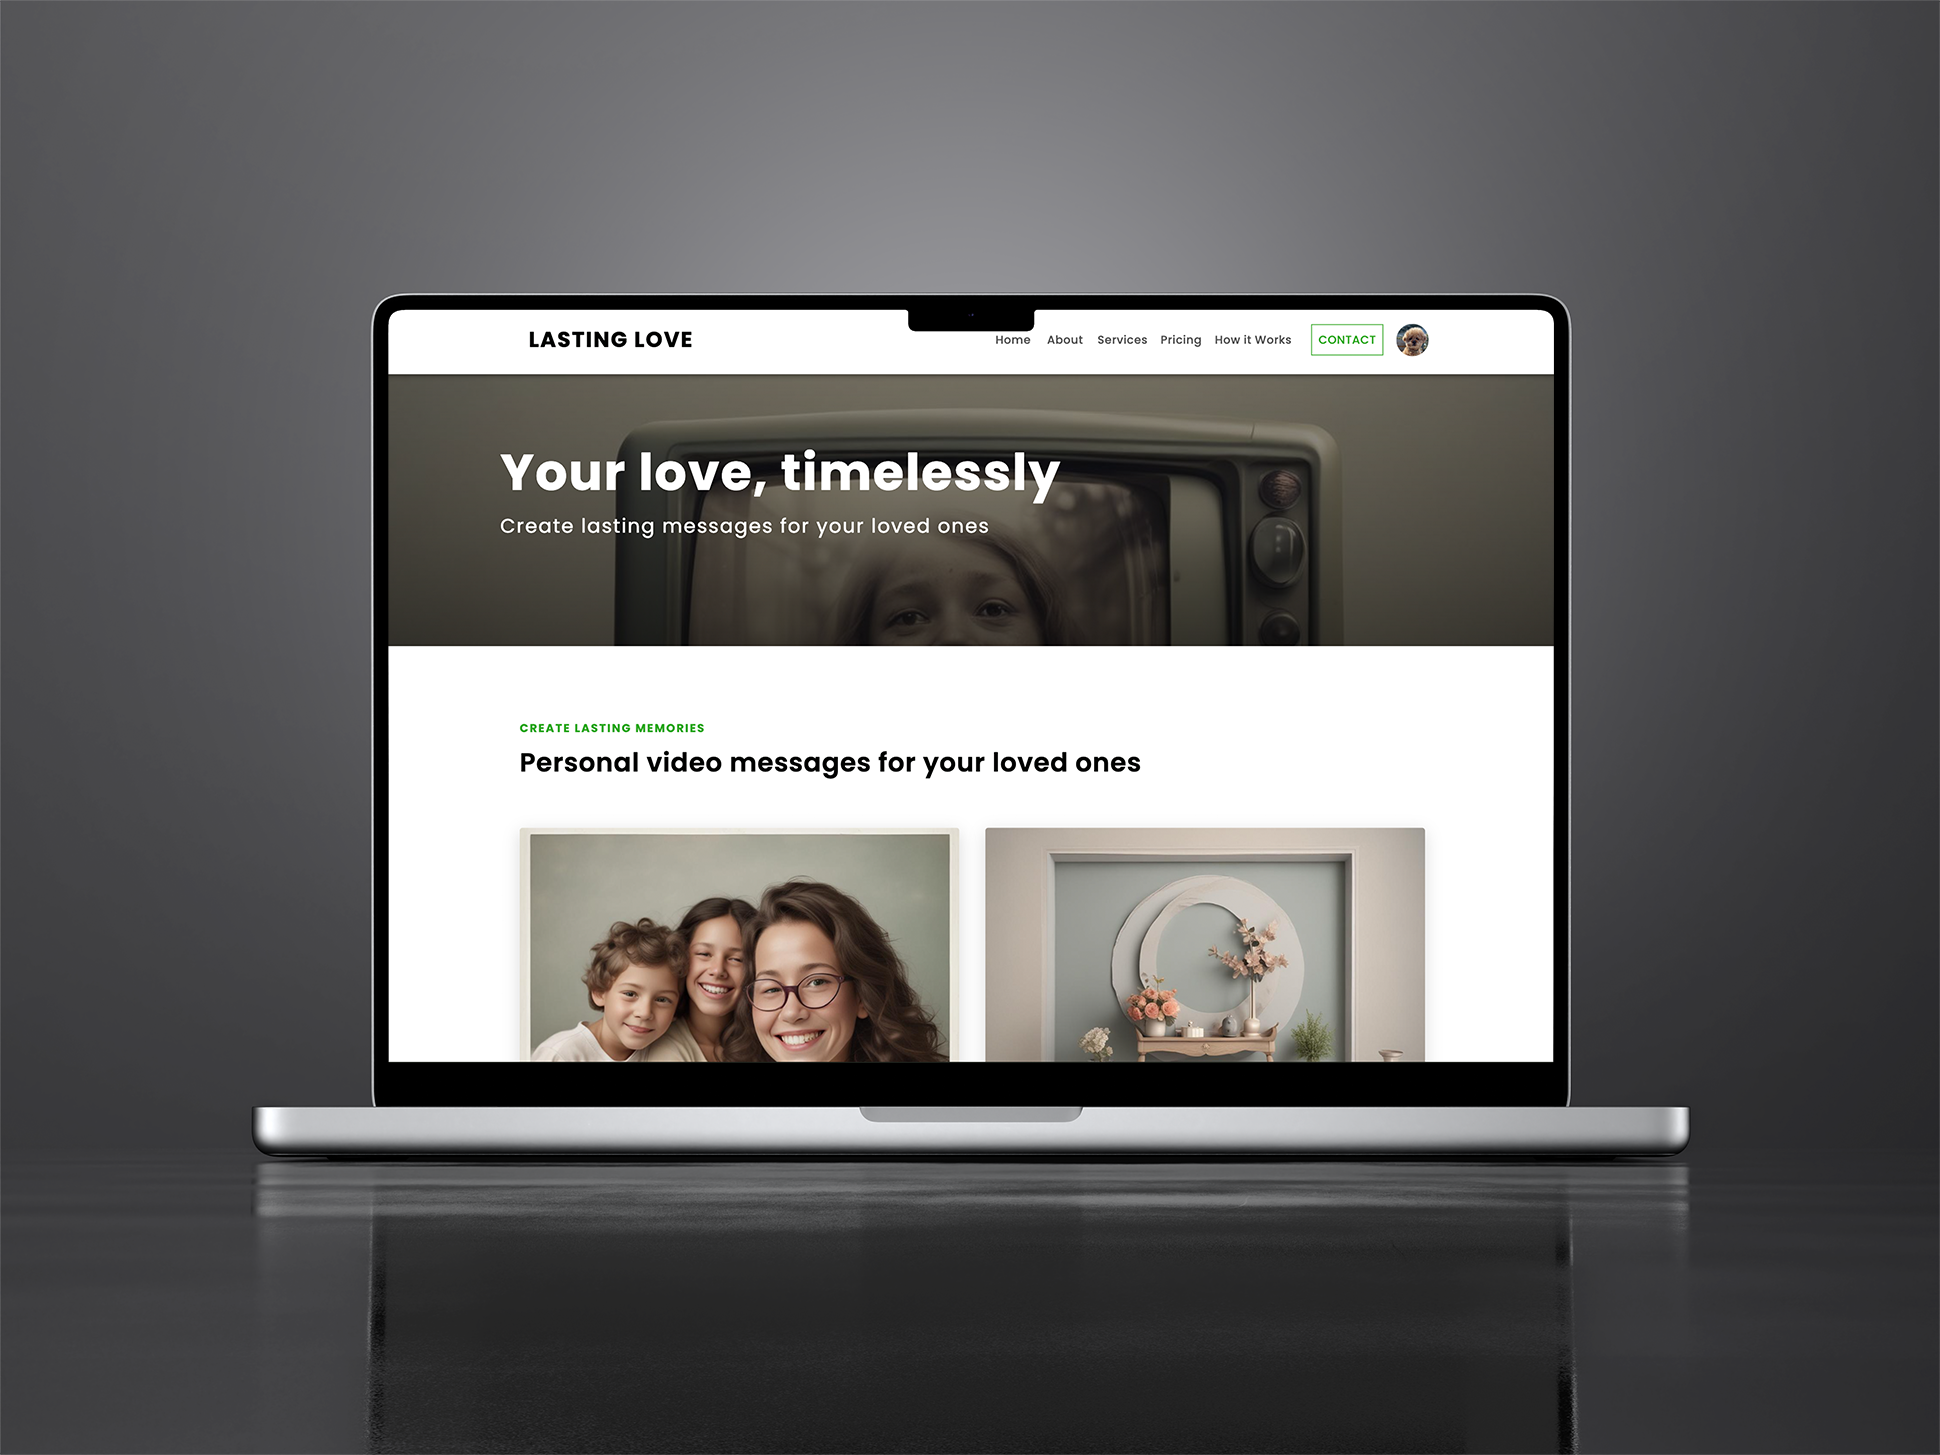 LASTING LOVE
Home About Services Pricing How it Works CONTACT
Your love, timelessly
Create lasting messages for your loved ones
CREATE LASTING MEMORIES
Personal video messages for your loved ones